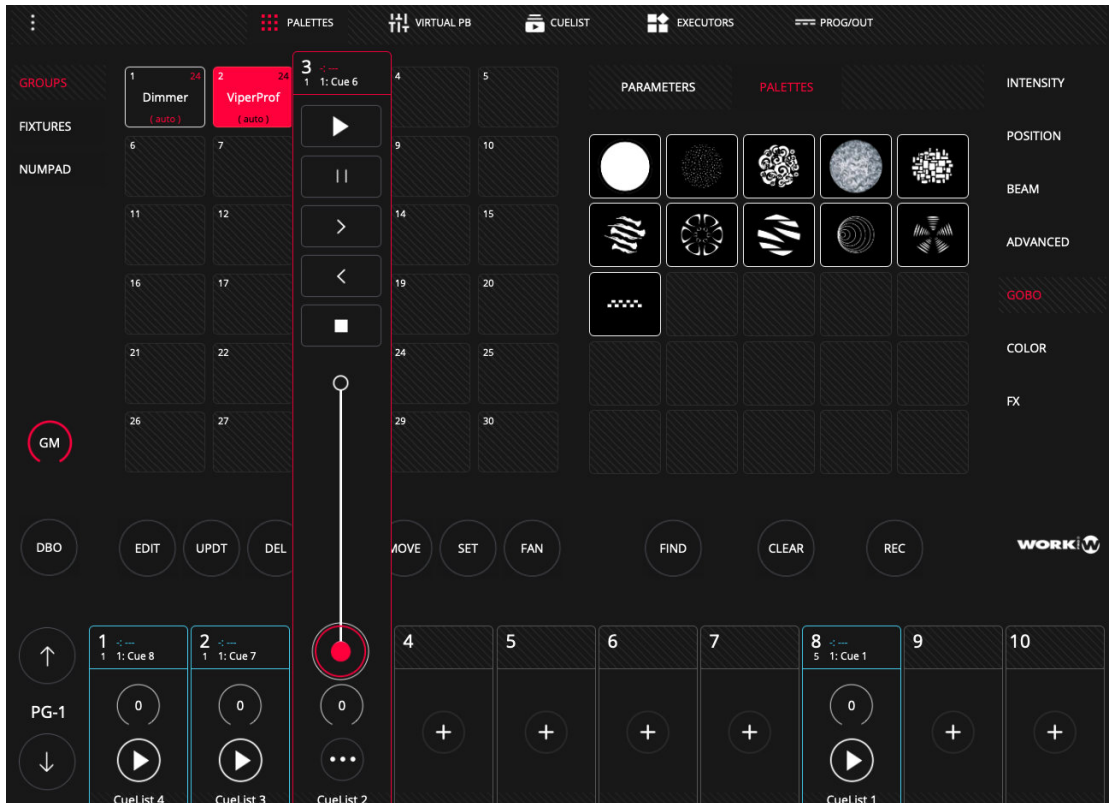 PALETTES
VIRTUAL PB
CUELIST
EXECUTORS
PROG/OUT
GROUPS
FIXTURES
NUMPAD
1 24
Dimmer
( auto )
2 24
ViperProf
( auto )
3 -: ---
1 1: Cue 6
4
5
6
7
9
10
11
12
14
15
16
17
19
20
21
22
24
25
26
27
29
30
PARAMETERS
PALETTES
INTENSITY
POSITION
BEAM
ADVANCED
GOBO
COLOR
FX
GM
DBO
EDIT
UPDT
DEL
MOVE
SET
FAN
FIND
CLEAR
REC
WORK
PG-1
1 -: ---
1 1: Cue 8
0
CueList 4
2 -: ---
1 1: Cue 7
0
CueList 3
0
CueList 2
4
5
6
7
8 -: ---
5 1: Cue 1
0
CueList 1
9
10